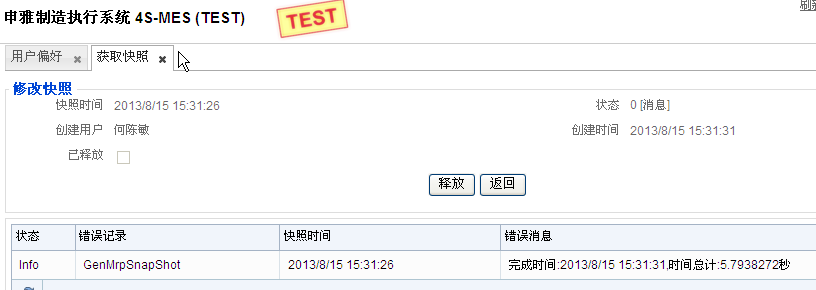 刷新
申雅制造执行系统 4S-MES (TEST) TEST
用户偏好 获取快照
修改快照
快照时间 2013/8/15 15:31:26 状态 0 [消息]
创建用户 何陈敏 创建时间 2013/8/15 15:31:31
已释放
释放 返回
状态 错误记录 快照时间 错误消息
Info GenMrpSnapShot 2013/8/15 15:31:26 完成时间:2013/8/15 15:31:31,时间总计:5.7938272秒